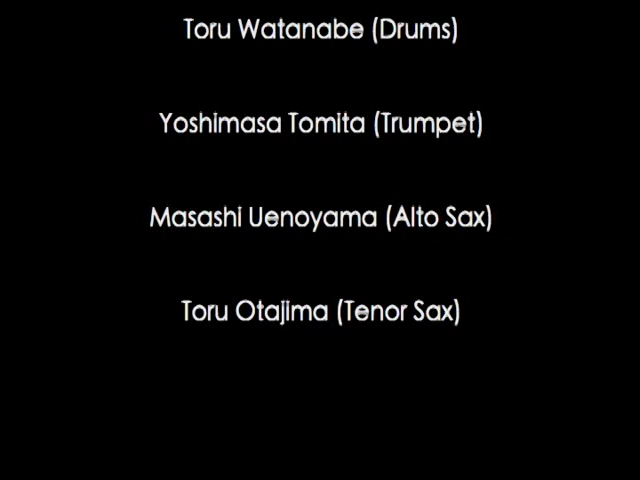 Toru Watanabe (Drums)
Yoshimasa Tomita (Trumpet)
Masashi Uenoyama (Alto Sax)
Toru Otajima (Tenor Sax)